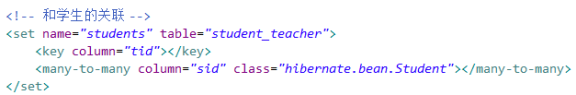 <!-- 和学生的关联 -->
<set name="students" table="student_teacher">
    <key column="tid"></key>
    <many-to-many column="sid" class="hibernate.bean.Student"></many-to-many>
</set>